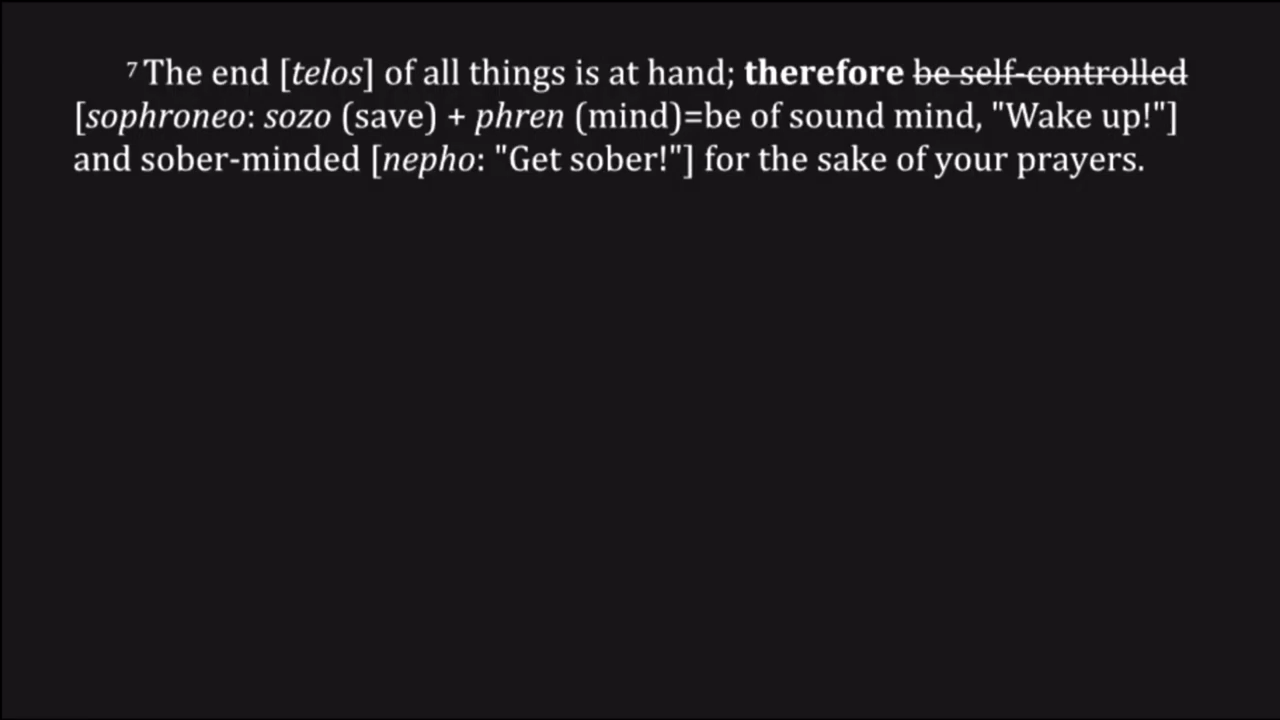 ⁷ The end [telos] of all things is at hand; therefore be self-controlled
[sophroneo: sozo (save) + phren (mind)=be of sound mind, "Wake up!"]
and sober-minded [nepho: "Get sober!"] for the sake of your prayers.